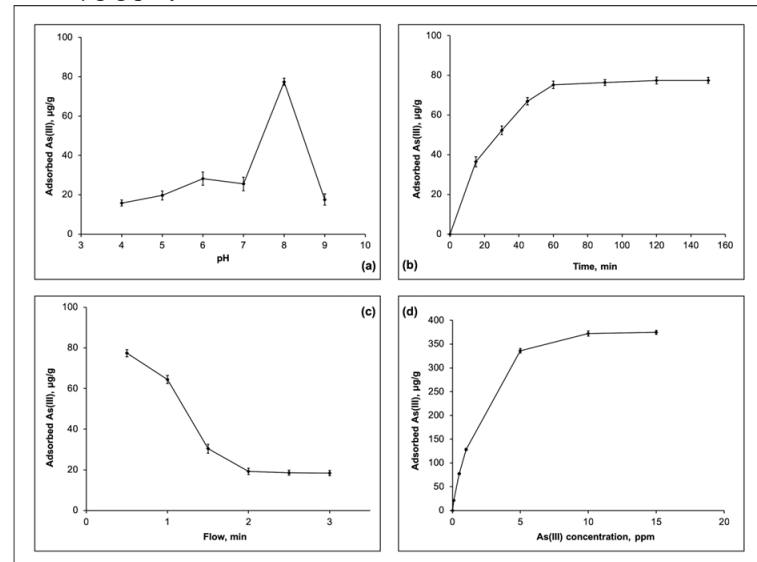 100
80
60
40
20
0
3 4 5 6 7 8 9 10
Adsorbed As(III), µg/g
pH
(a)
100
80
60
40
20
0
0 20 40 60 80 100 120 140 160
Adsorbed As(III), µg/g
Time, min
(b)
100
80
60
40
20
0
0 1 2 3
Adsorbed As(III), µg/g
Flow, min
(c)
400
350
300
250
200
150
100
50
0
0 5 10 15 20
Adsorbed As(III), µg/g
As(III) concentration, ppm
(d)